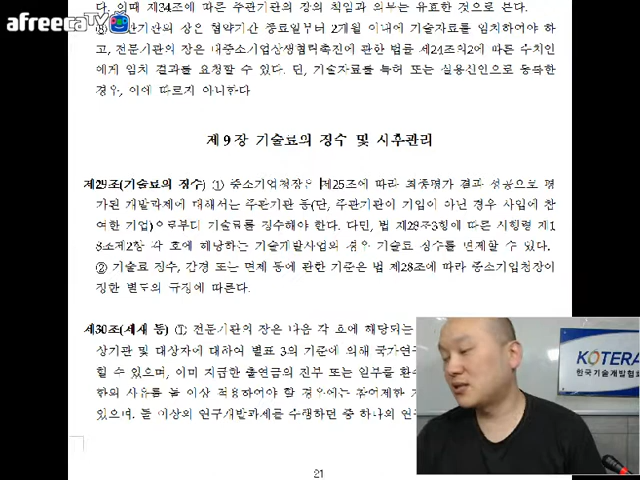 다. 이때 제34조에 따른 주관기관의 장의 책임과 의무는 유효한 것으로 본다.
afreecaTV
관기관의 장은 협약기간 종료일부터 2개월 이내에 기술자료를 임치하여야 하
고, 전문기관의 장은 대중소기업상생협력촉진에 관한 법률 제24조의2에 따른 수치인
에게 임치 결과를 요청할 수 있다. 단, 기술자료를 특허 또는 실용신안으로 등록한
경우, 이에 따르지 아니한다
제 9 장 기술료의 징수 및 사후관리
제29조(기술료의 징수) ① 중소기업청장은 제25조에 따라 최종평가 결과 성공으로 평
가된 개발과제에 대해서는 주관기관 등(단, 주관기관이 기업이 아닌 경우 사업에 참
여한 기업)으로부터 기술료를 징수해야 한다. 다만, 법 제28조3항에 따른 시행령 제1
8조제2항 각 호에 해당하는 기술개발사업의 경우 기술료 징수를 면제할 수 있다.
② 기술료 징수, 감경 또는 면제 등에 관한 기준은 법 제28조에 따라 중소기업청장이
정한 별도의 규정에 따른다.
제30조(제재 등) ① 전문기관의 장은 다음 각 호에 해당되는
상기관 및 대상자에 대하여 별표 3의 기준에 의해 국가연구
할 수 있으며, 이미 지급한 출연금의 전부 또는 일부를 환수
한의 사유를 둘 이상 적용하여야 할 경우에는 참여제한 기
있으며, 둘 이상의 연구개발과제를 수행하던 중 하나의 연구
KOTERA
한국기술개발협회
21